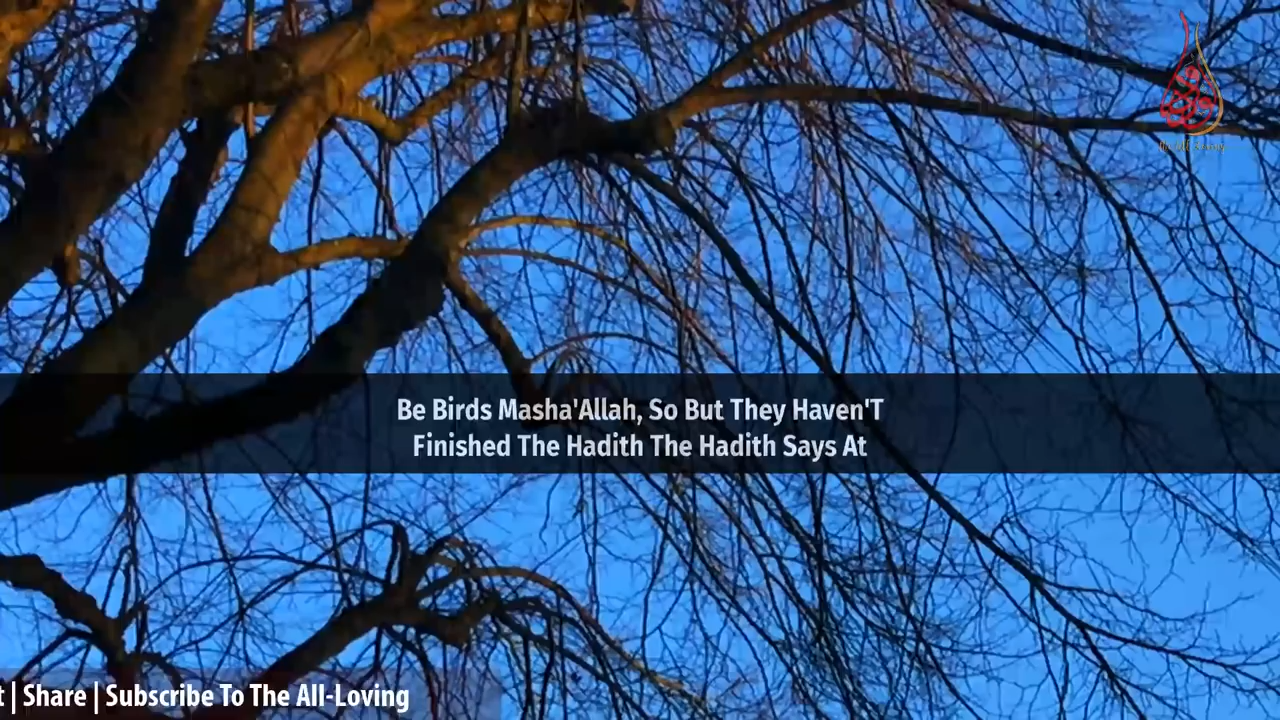 Be Birds Masha'Allah, So But They Haven'T
Finished The Hadith The Hadith Says At
t | Share | Subscribe To The All-Loving